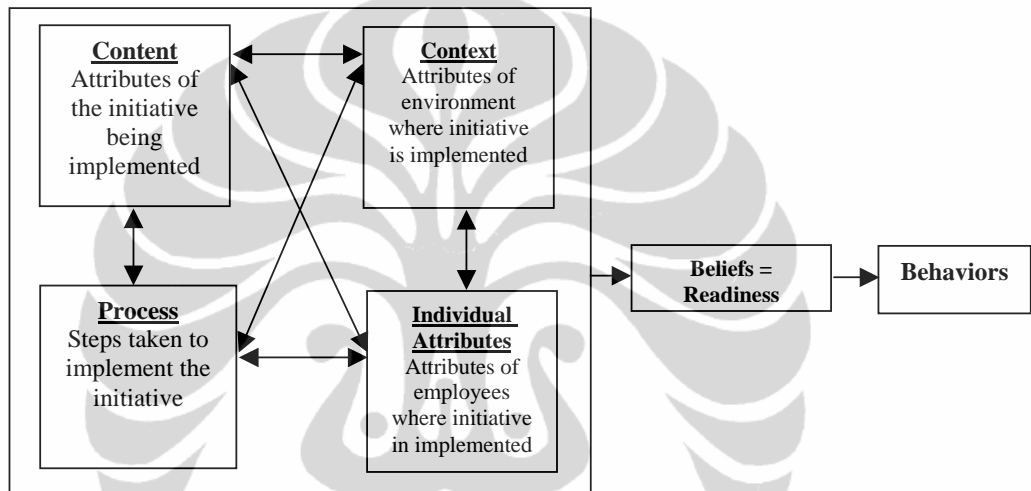 Content
Attributes of
the initiative
being
implemented
Context
Attributes of
environment
where initiative
is implemented
Process
Steps taken to
implement the
initiative
Individual
Attributes
Attributes of
employees
where initiative
in implemented
Beliefs =
Readiness
Behaviors